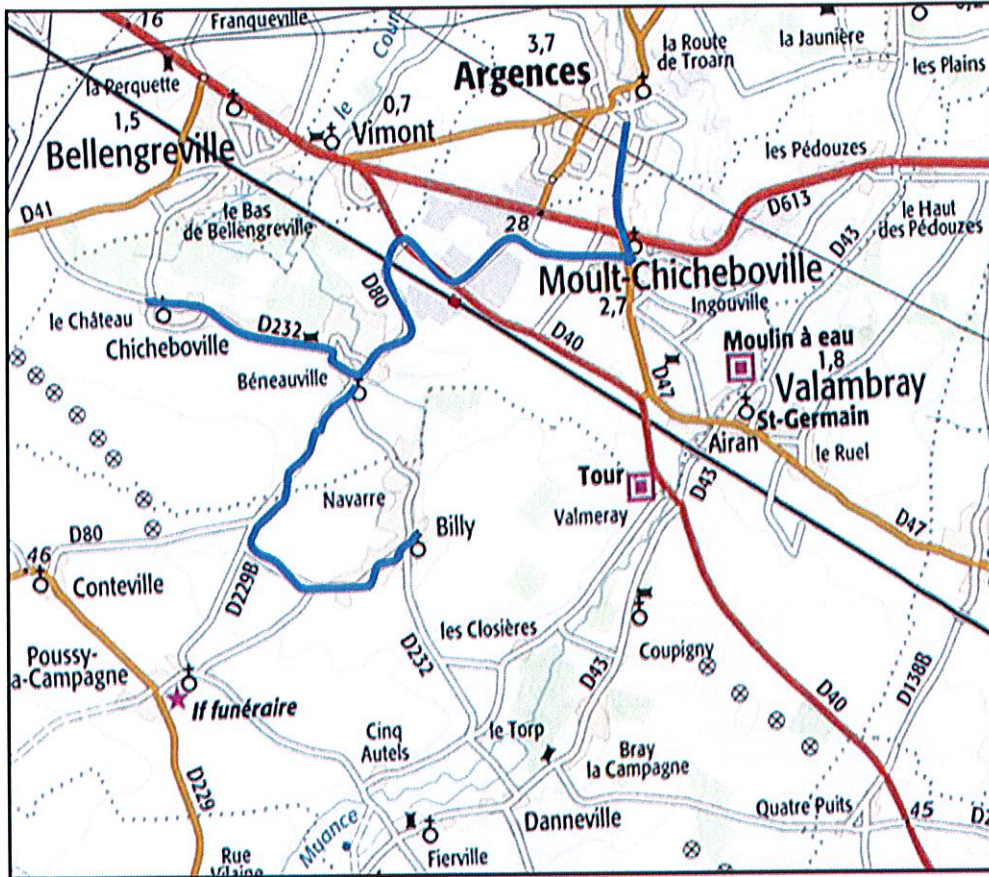 16
Franqueville
3,7
la Route
de Troarn
la Jaunière
les Plains
la Perquette
1,5
Bellengreville
le
Cours
0,7
Vimont
Argences
les Pédouzes
D41
le Bas
de Bellengreville
28
D613
D43
le Haut
des Pédouzes
D80
Moult-Chicheboville
2,7
Ingouville
le Château
Chicheboville
D232
Béneauville
D40
D47
Moulin à eau
1,8
Valambray
St-Germain
Airan
le Ruel
Navarre
Tour
Valmeray
D43
D47
D80
46
Conteville
Billy
D229B
les Closières
D232
D43
Coupigny
D40
D138B
Poussy-
a-Campagne
If funéraire
Cinq
Autels
le Torp
Bray
la Campagne
D229
Quatre Puits
45
Danneville
Muance
Fierville
Rue
Vilaine